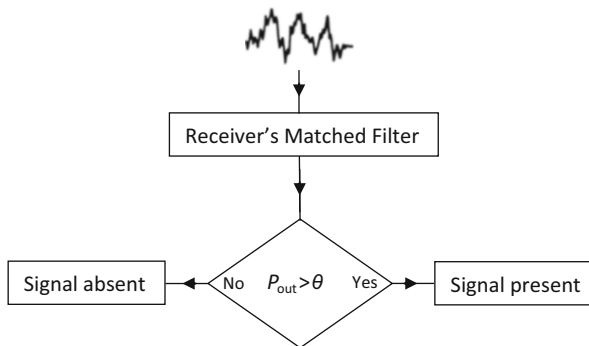 Receiver’s Matched Filter
Signal absent
No
Pout>θ
Yes
Signal present